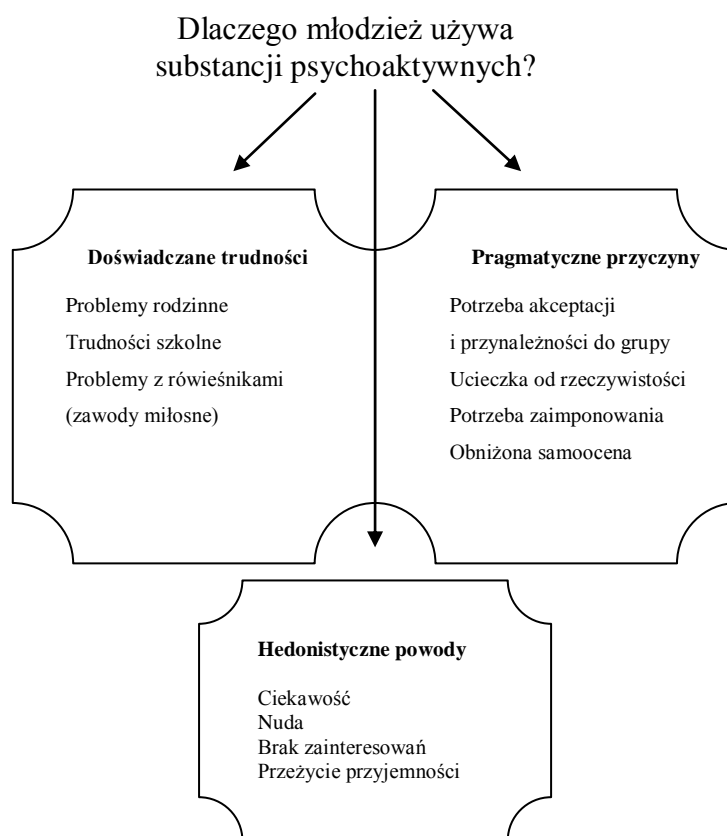 Dlaczego młodzież używa
substancji psychoaktywnych?
Doświadczane trudności
Problemy rodzinne
Trudności szkolne
Problemy z rówieśnikami
(zawody miłosne)
Pragmatyczne przyczyny
Potrzeba akceptacji
i przynależności do grupy
Ucieczka od rzeczywistości
Potrzeba zaimponowania
Obniżona samoocena
Hedonistyczne powody
Ciekawość
Nuda
Brak zainteresowań
Przeżycie przyjemności